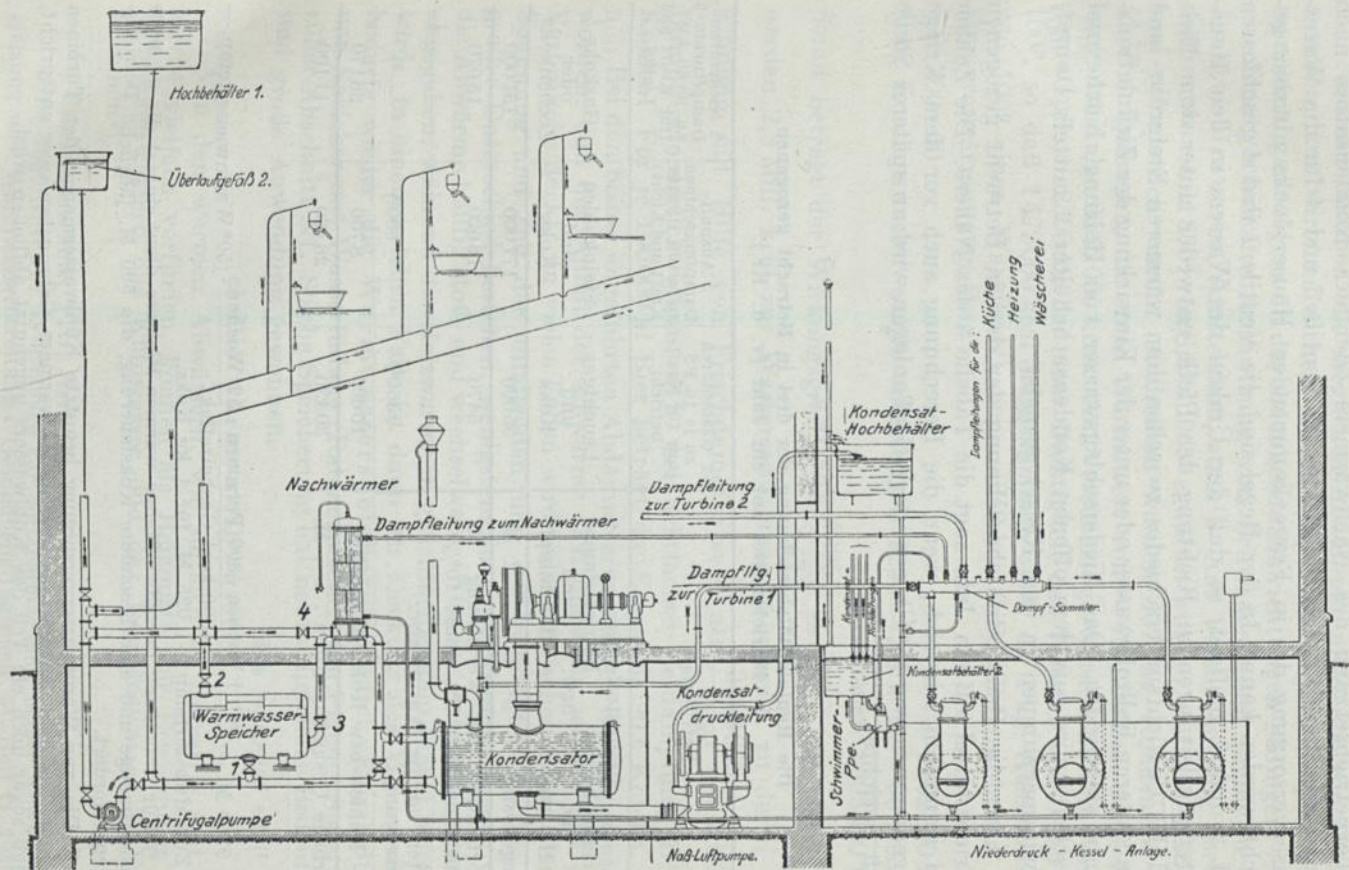 Hochbehälter 1.
Überlaufgefäß 2.
Dampfleitungen für die:
Küche
Heizung
Wäscherei
Kondensat-
Hochbehälter
Nachwärmer
Dampfleitung
zur Turbine 2
Dampfleitung zum Nachwärmer
Dampfltg.
zur
Turbine 1
Kondensat-
Dampf-Sammler.
4
2
Warmwasser-
Speicher
3
1
Kondensat-
druckleitung
Kondensatbehälter 2
Kondensator
Schwimmer-
Ppe.
Centrifugalpumpe
Naß-Luftpumpe.
Niederdruck-Kessel-Anlage.